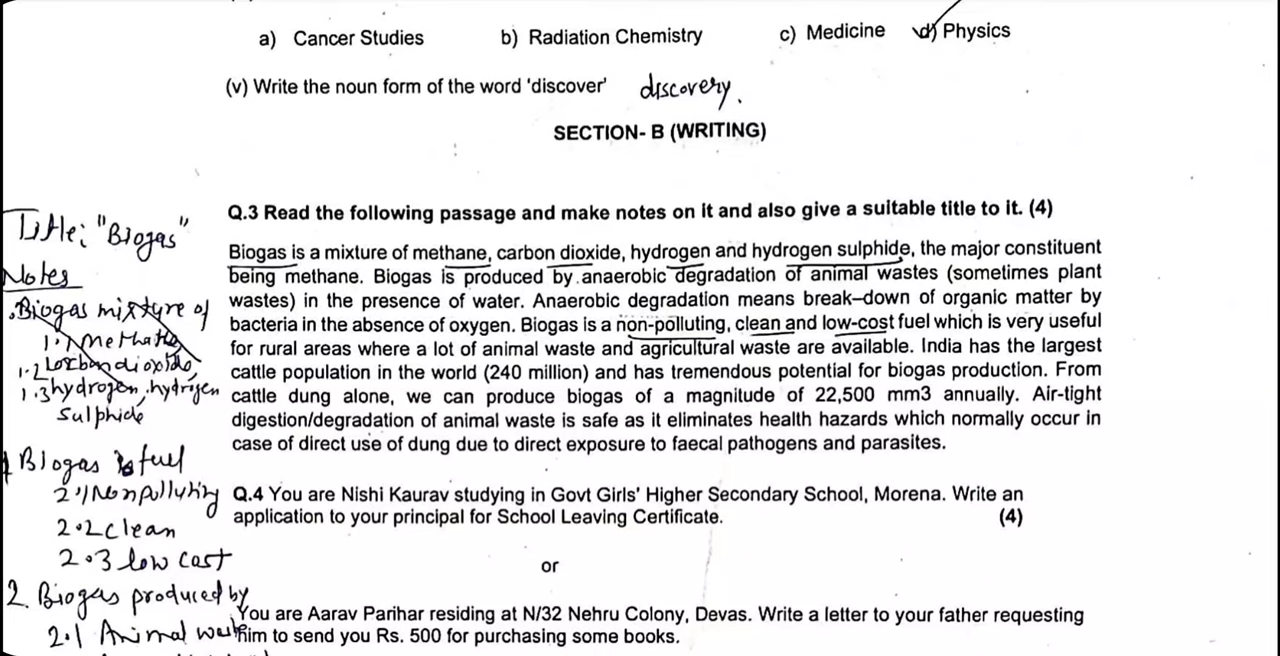 a) Cancer Studies b) Radiation Chemistry c) Medicine d) Physics
(v) Write the noun form of the word 'discover' discovery.
SECTION- B (WRITING)
Q.3 Read the following passage and make notes on it and also give a suitable title to it. (4)
Biogas is a mixture of methane, carbon dioxide, hydrogen and hydrogen sulphide, the major constituent
being methane. Biogas is produced by anaerobic degradation of animal wastes (sometimes plant
wastes) in the presence of water. Anaerobic degradation means break–down of organic matter by
bacteria in the absence of oxygen. Biogas is a non-polluting, clean and low-cost fuel which is very useful
for rural areas where a lot of animal waste and agricultural waste are available. India has the largest
cattle population in the world (240 million) and has tremendous potential for biogas production. From
cattle dung alone, we can produce biogas of a magnitude of 22,500 mm3 annually. Air-tight
digestion/degradation of animal waste is safe as it eliminates health hazards which normally occur in
case of direct use of dung due to direct exposure to faecal pathogens and parasites.
Q.4 You are Nishi Kaurav studying in Govt Girls' Higher Secondary School, Morena. Write an
application to your principal for School Leaving Certificate. (4)
or
You are Aarav Parihar residing at N/32 Nehru Colony, Devas. Write a letter to your father requesting
him to send you Rs. 500 for purchasing some books.
Title: "Biogas"
Notes
Biogas mixture of
1.1
1.2
1.3 hydrogen, hydrogen
sulphide
1 Biogas is fuel
2.1 Non polluting
2.2 clean
2.3 low cost
2. Biogas produced by
2.1 Animal waste